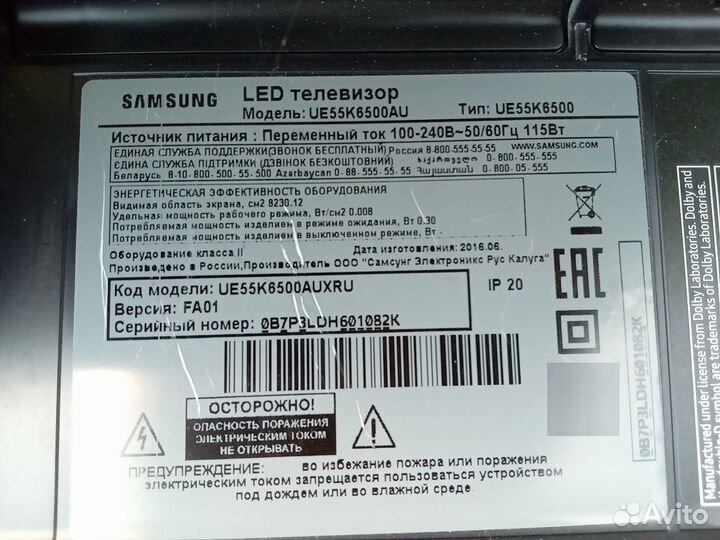 SAMSUNG LED телевизор
Модель: UE55K6500AU Тип: UE55K6500
Источник питания : Переменный ток 100-240В~50/60Гц 115Вт
ЕДИНАЯ СЛУЖБА ПОДДЕРЖКИ(ЗВОНОК БЕСПЛАТНЫЙ) Россия 8-800-555-55-55 WWW.SAMSUNG.COM
ЄДИНА СЛУЖБА ПІДТРИМКИ (ДЗВІНОК БЕЗКОШТОВНИЙ) საქართველო 0-800-555-555
Беларусь 8-10-800-500-55-500 Azərbaycan 0-88-555-55-55 Հայաստան 0-800-05-555
ЭНЕРГЕТИЧЕСКАЯ ЭФФЕКТИВНОСТЬ ОБОРУДОВАНИЯ
Видимая область экрана, см2 8230.12
Удельная мощность рабочего режима, Вт/см2 0.008
Потребляемая мощность изделием в режиме ожидания, Вт 0.30
Потребляемая мощность изделием в выключенном режиме, Вт
Оборудование класса II Дата изготовления: 2016.06.
Произведено в России,Производитель ООО "Самсунг Электроникс Рус Калуга"
Код модели: UE55K6500AUXRU IP 20
Версия: FA01
Серийный номер: 0B7P3LDH601082K
EAC
0B7P3LDH601082K
ОСТОРОЖНО!
ОПАСНОСТЬ ПОРАЖЕНИЯ
ЭЛЕКТРИЧЕСКИМ ТОКОМ
НЕ ОТКРЫВАТЬ
ПРЕДУПРЕЖДЕНИЕ: во избежание пожара или поражения
электрическим током запрещается пользоваться устройством
под дождем или во влажной среде.
Manufactured under license from Dolby Laboratories. Dolby and
symbol are trademarks of Dolby Laboratories.
Avito